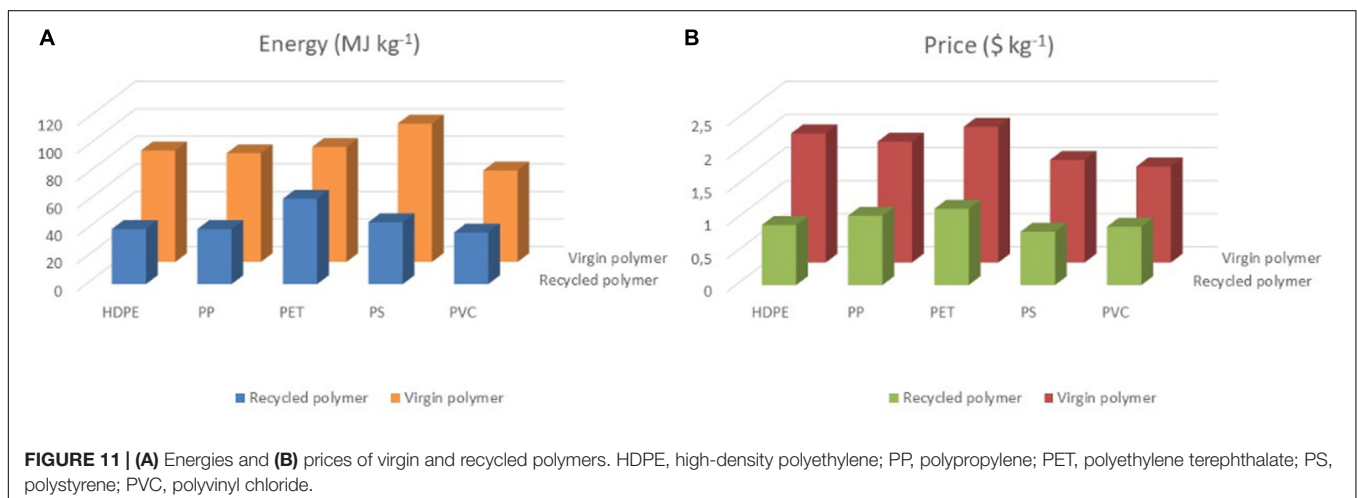 A
Energy (MJ kg⁻¹)
120
100
80
60
40
20
0
HDPE
PP
PET
PS
PVC
Virgin polymer
Recycled polymer
Recycled polymer
Virgin polymer
B
Price ($ kg⁻¹)
2,5
2
1,5
1
0,5
0
HDPE
PP
PET
PS
PVC
Virgin polymer
Recycled polymer
Recycled polymer
Virgin polymer
FIGURE 11 | (A) Energies and (B) prices of virgin and recycled polymers. HDPE, high-density polyethylene; PP, polypropylene; PET, polyethylene terephthalate; PS,
polystyrene; PVC, polyvinyl chloride.